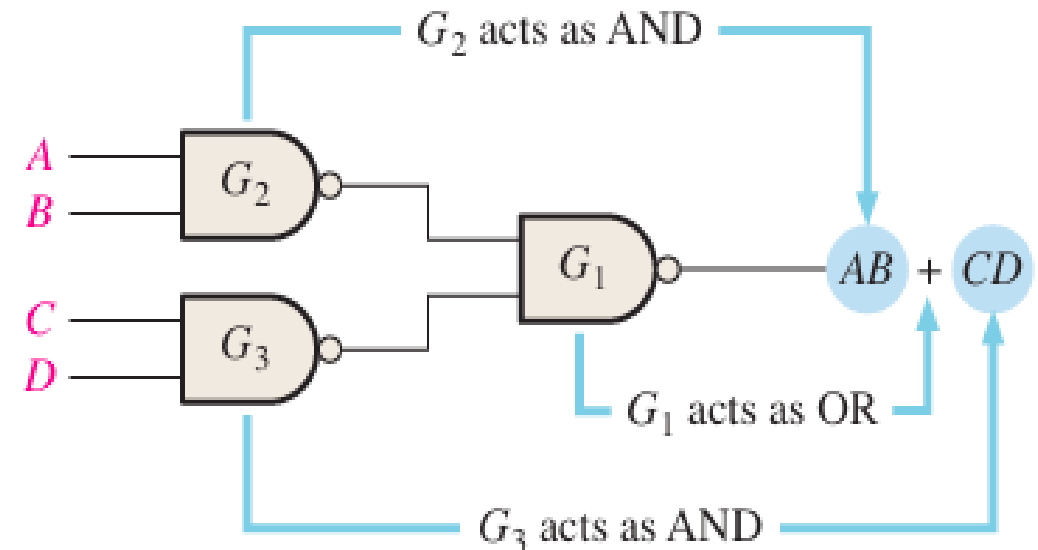 G₂ acts as AND
A
B
G₂
G₁
AB + CD
C
D
G₃
G₁ acts as OR
G₃ acts as AND